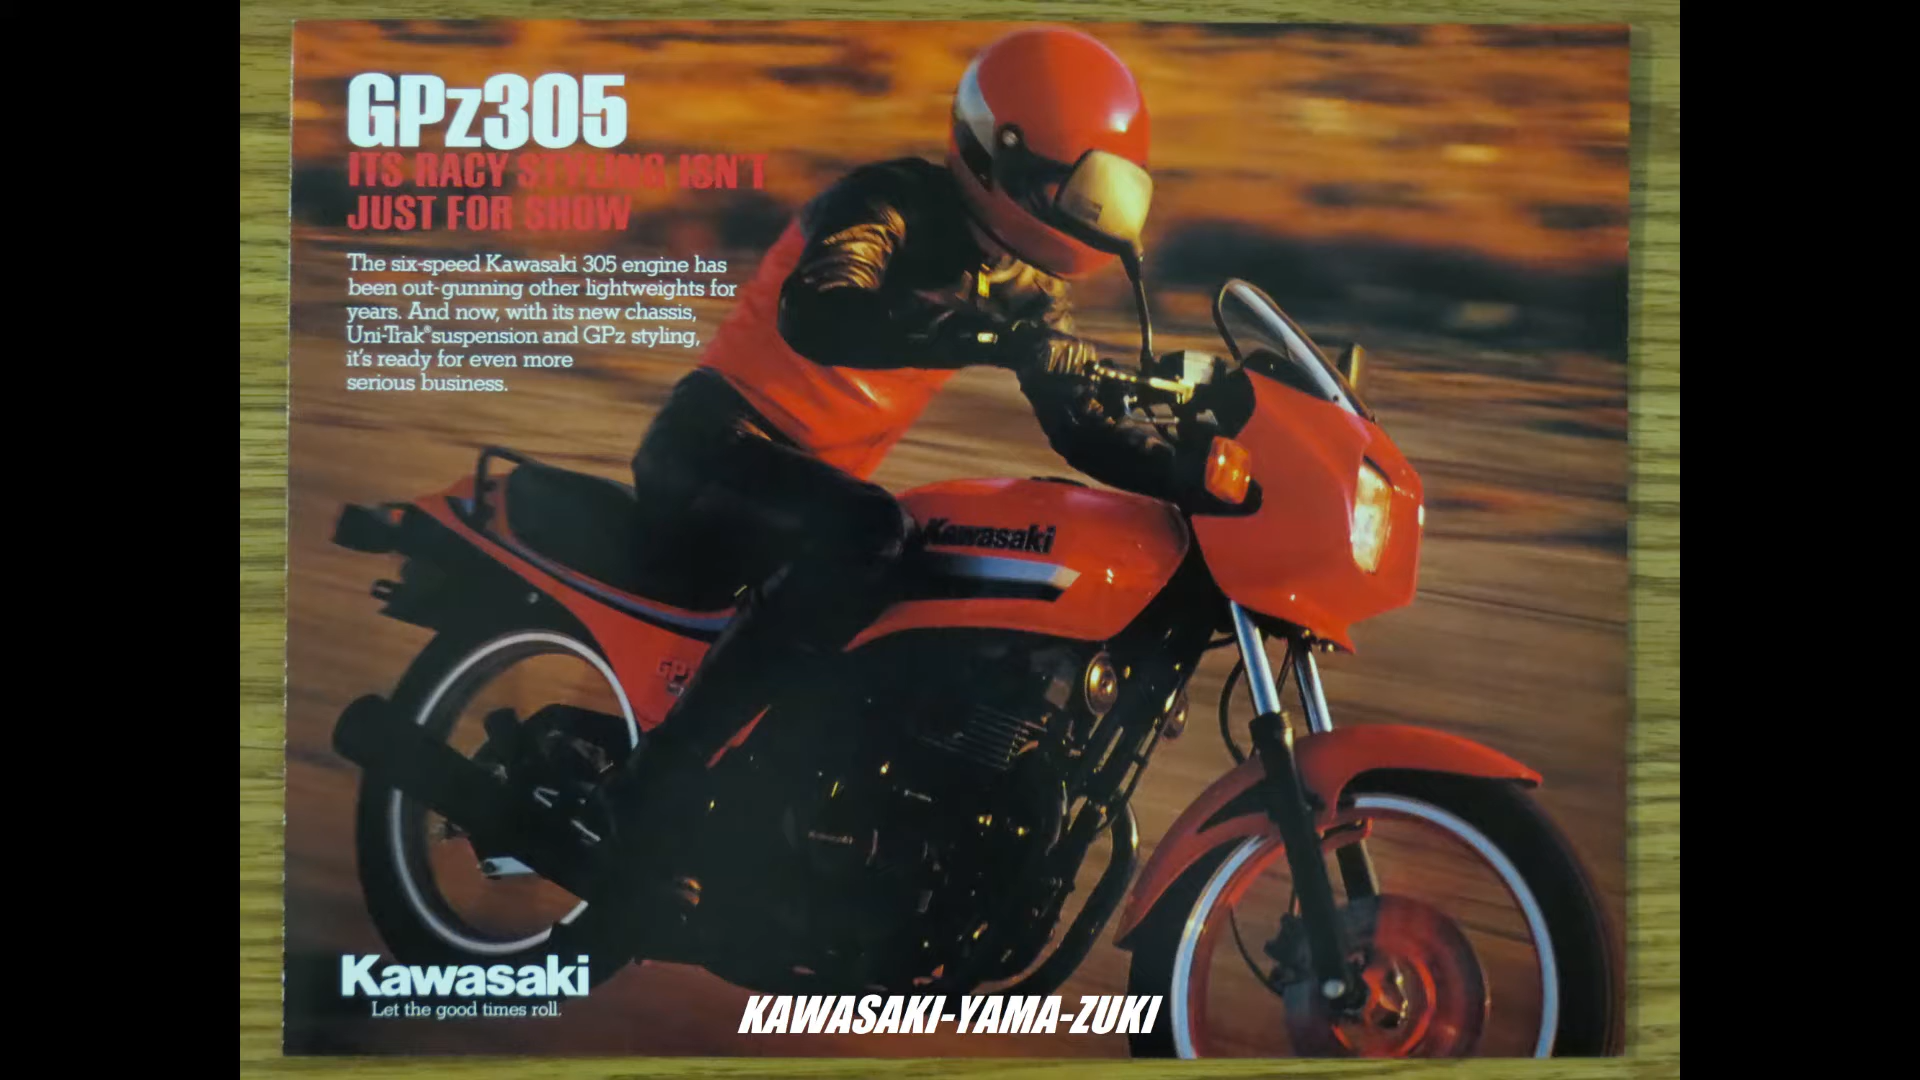 GPz305
ITS RACY STYLING ISN'T
JUST FOR SHOW
The six-speed Kawasaki 305 engine has
been out-gunning other lightweights for
years. And now, with its new chassis,
Uni-Trak® suspension and GPz styling,
it's ready for even more
serious business.
Kawasaki
GPz
Kawasaki
Let the good times roll.
KAWASAKI-YAMA-ZUKI